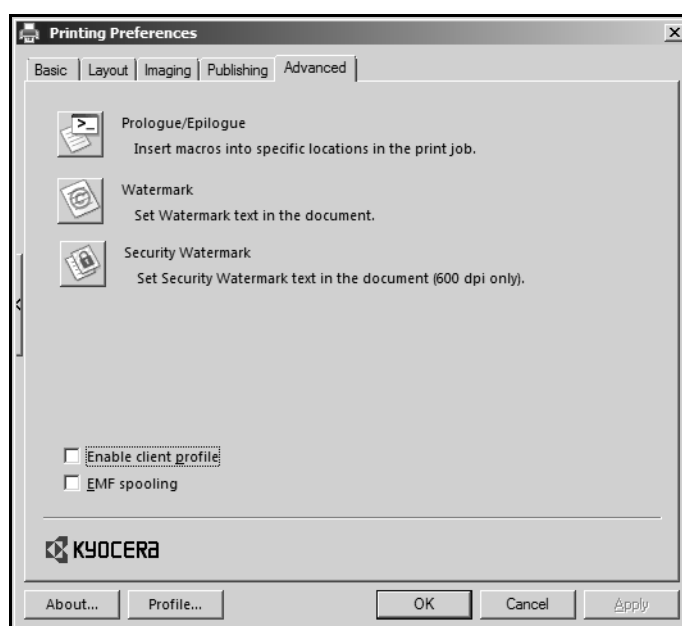 Printing Preferences
Basic Layout Imaging Publishing Advanced
>_
Prologue/Epilogue
Insert macros into specific locations in the print job.
Watermark
Set Watermark text in the document.
Security Watermark
Set Security Watermark text in the document (600 dpi only).
Enable client profile
EMF spooling
KYOCERA
About... Profile... OK Cancel Apply